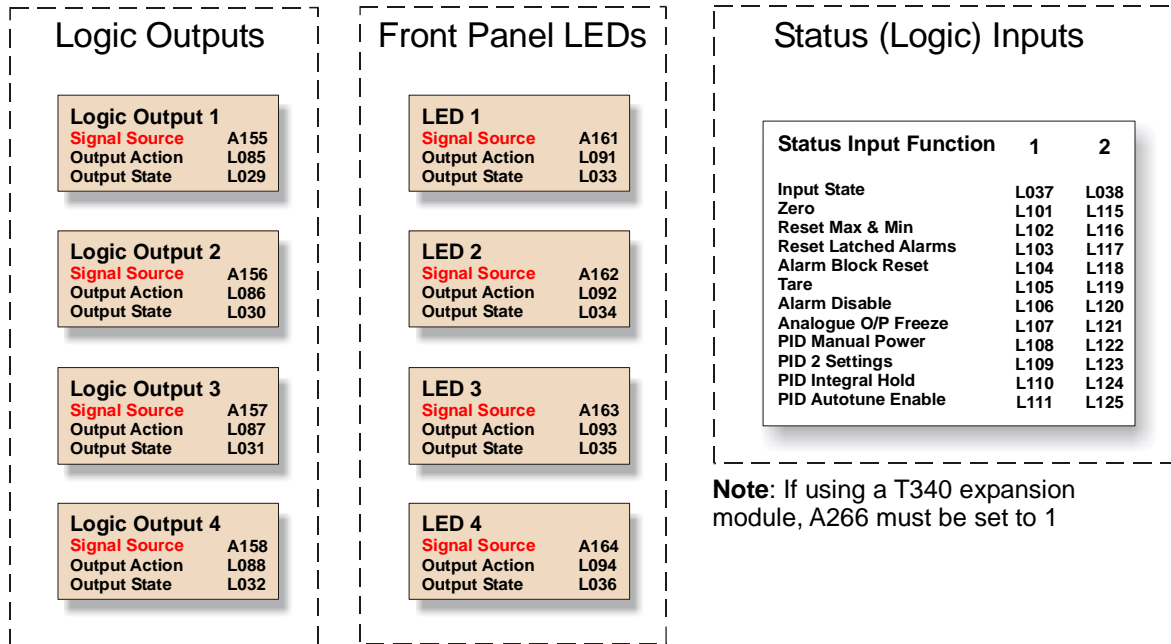 Logic Outputs
Logic Output 1
Signal Source A155
Output Action L085
Output State L029
Logic Output 2
Signal Source A156
Output Action L086
Output State L030
Logic Output 3
Signal Source A157
Output Action L087
Output State L031
Logic Output 4
Signal Source A158
Output Action L088
Output State L032
Front Panel LEDs
LED 1
Signal Source A161
Output Action L091
Output State L033
LED 2
Signal Source A162
Output Action L092
Output State L034
LED 3
Signal Source A163
Output Action L093
Output State L035
LED 4
Signal Source A164
Output Action L094
Output State L036
Status (Logic) Inputs
Status Input Function 1 2
Input State L037 L038
Zero L101 L115
Reset Max & Min L102 L116
Reset Latched Alarms L103 L117
Alarm Block Reset L104 L118
Tare L105 L119
Alarm Disable L106 L120
Analogue O/P Freeze L107 L121
PID Manual Power L108 L122
PID 2 Settings L109 L123
PID Integral Hold L110 L124
PID Autotune Enable L111 L125
Note: If using a T340 expansion
module, A266 must be set to 1